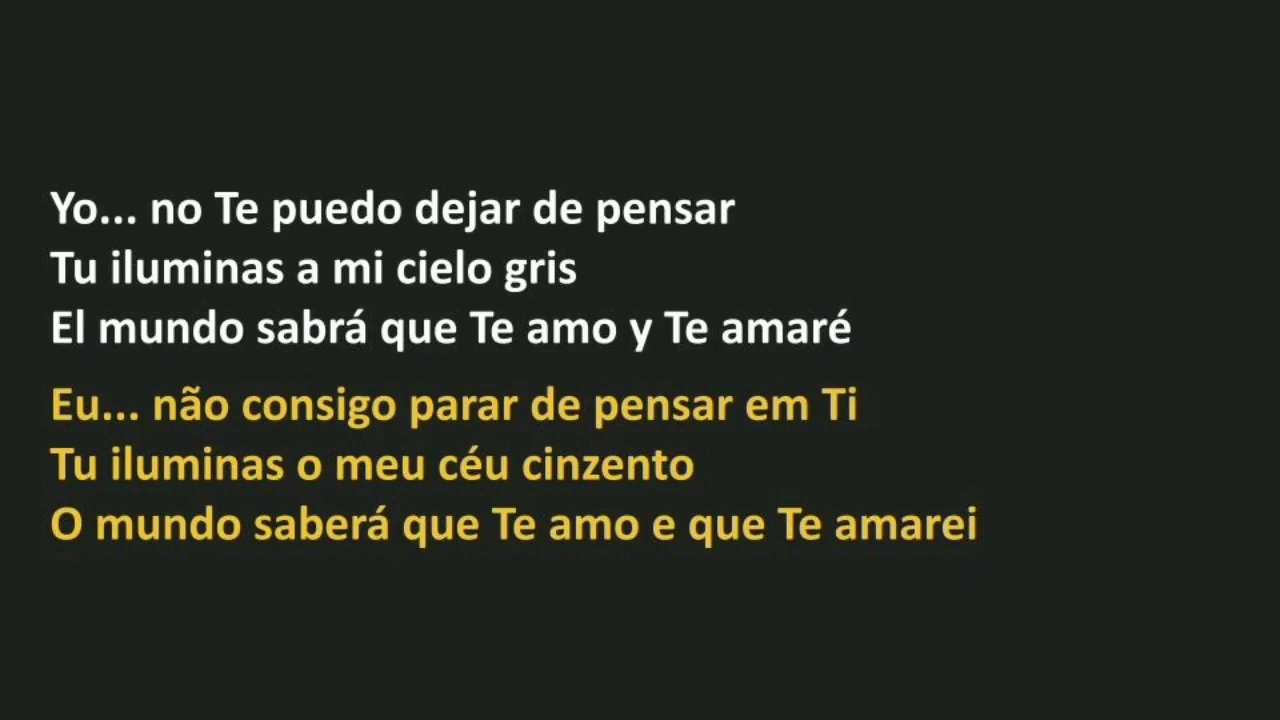 Yo... no Te puedo dejar de pensar
Tu iluminas a mi cielo gris
El mundo sabrá que Te amo y Te amaré
Eu... não consigo parar de pensar em Ti
Tu iluminas o meu céu cinzento
O mundo saberá que Te amo e que Te amarei